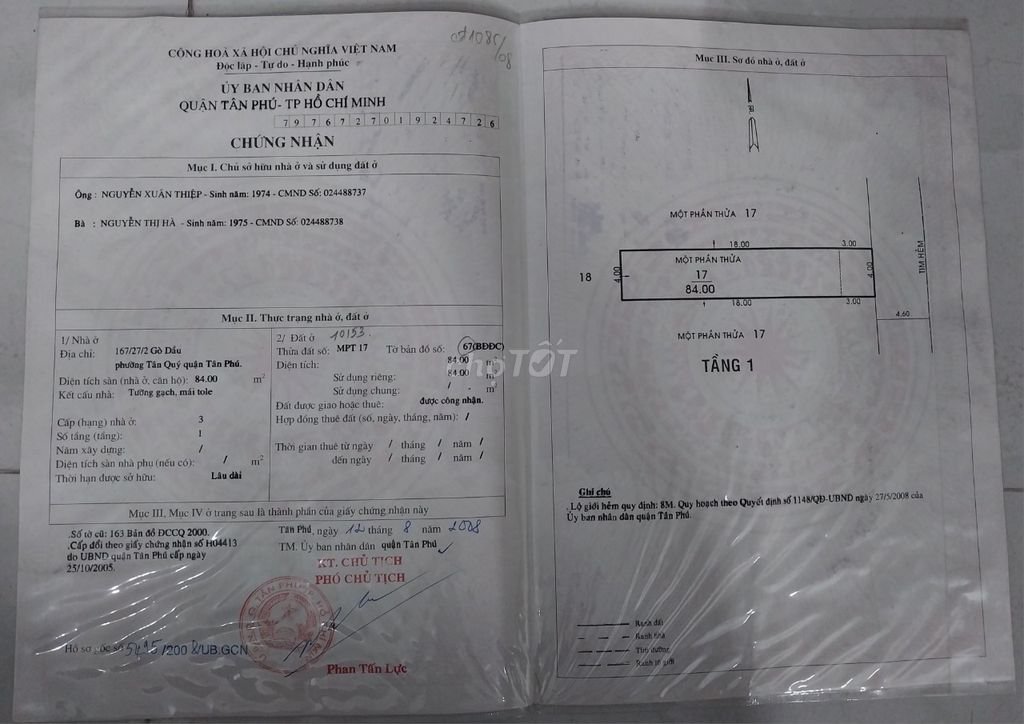 01085/08
CỘNG HOÀ XÃ HỘI CHỦ NGHĨA VIỆT NAM
Độc lập - Tự do - Hạnh phúc
ỦY BAN NHÂN DÂN
QUẬN TÂN PHÚ- TP HỒ CHÍ MINH
7 9 7 6 7 2 7 0 1 9 2 4 7 2 6
CHỨNG NHẬN
Mục I. Chủ sở hữu nhà ở và sử dụng đất ở
Ông : NGUYỄN XUÂN THIỆP - Sinh năm: 1974 - CMND Số: 024488737
Bà : NGUYỄN THỊ HÀ - Sinh năm: 1975 - CMND Số: 024488738
Mục II. Thực trạng nhà ở, đất ở
1/ Nhà ở
Địa chỉ: 167/27/2 Gò Dầu
phường Tân Quý quận Tân Phú.
Diện tích sàn (nhà ở, căn hộ): 84.00 m2
Kết cấu nhà: Tường gạch, mái tole
Cấp (hạng) nhà ở: 3
Số tầng (tầng): 1
Năm xây dựng: /
Diện tích sàn nhà phụ (nếu có): / m2
Thời hạn được sở hữu: Lâu dài
2/ Đất ở 10153.
Thửa đất số: MPT 17 Tờ bản đồ số: 67(BĐĐC)
Diện tích: 84.00 m2
Sử dụng riêng: 84.00 m2
Sử dụng chung: / . m2
Đất được giao hoặc thuê: được công nhận.
Hợp đồng thuê đất (số, ngày, tháng, năm): /
Thời gian thuê từ ngày / tháng / năm /
đến ngày / tháng / năm /
Mục III, Mục IV ở trang sau là thành phần của giấy chứng nhận này
.Số tờ cũ: 163 Bản đồ ĐCCQ 2000.
.Cấp đổi theo giấy chứng nhận số H04413
do UBND quận Tân Phú cấp ngày
25/10/2005.
Tân Phú, ngày 12 tháng 8 năm 2008
TM. Ủy ban nhân dân quận Tân Phú
KT. CHỦ TỊCH
PHÓ CHỦ TỊCH
Hồ sơ gốc số 5495/2008/UB.GCN
Phan Tấn Lực
Mục III. Sơ đồ nhà ở, đất ở
B
MỘT PHẦN THỬA 17
18.00 3.00
MỘT PHẦN THỬA
17
84.00
18
4.00
4.00
TIM HẺM
18.00 3.00
4.60
MỘT PHẦN THỬA 17
TẦNG 1
Ghi chú
. Lộ giới hẻm quy định: 8M. Quy hoạch theo Quyết định số 1148/QĐ-UBND ngày 27/5/2008 của
Ủy ban nhân dân quận Tân Phú.
Ranh đất
Ranh nhà
Tim đường
Ranh lộ giới
CHỢ TỐT